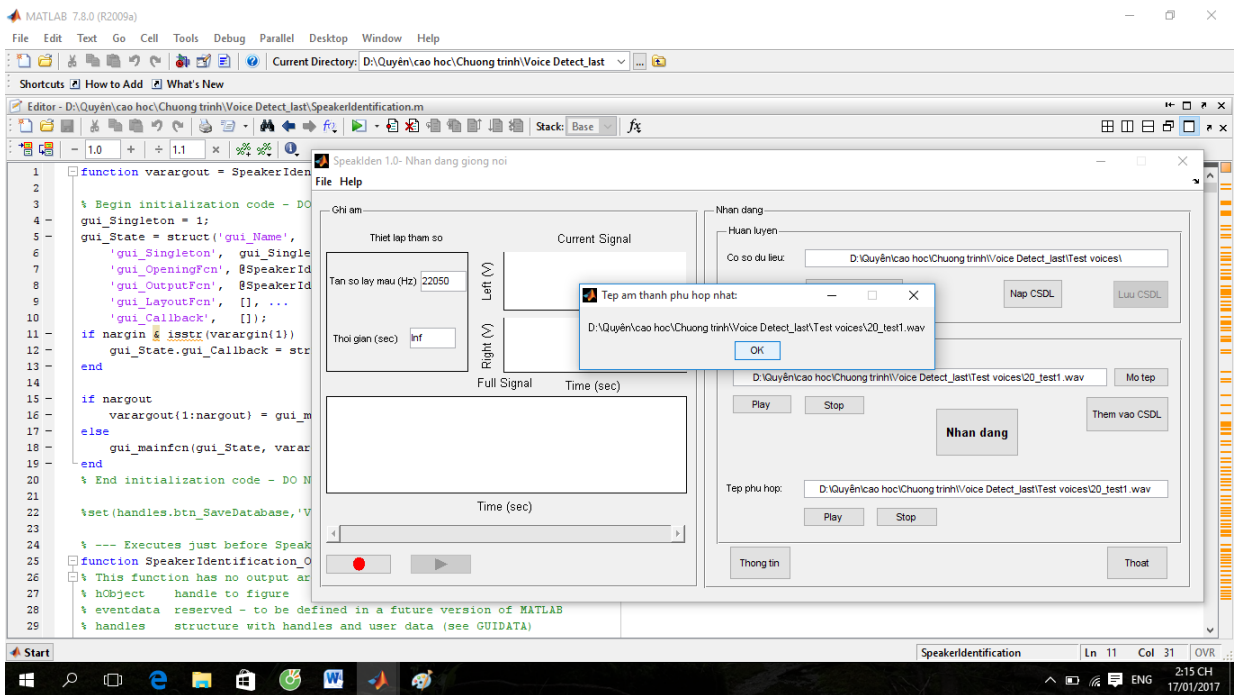 MATLAB 7.8.0 (R2009a)
File Edit Text Go Cell Tools Debug Parallel Desktop Window Help
Current Directory: D:\Quyên\cao hoc\Chuong trinh\Voice Detect_last
Shortcuts How to Add What's New
Editor - D:\Quyên\cao hoc\Chuong trinh\Voice Detect_last\SpeakerIdentification.m
Stack: Base fx
− 1.0 + ÷ 1.1 ×
1 function varargout = SpeakerIden
2
3 % Begin initialization code - DO
4 − gui_Singleton = 1;
5 − gui_State = struct('gui_Name',
6 'gui_Singleton', gui_Single
7 'gui_OpeningFcn', @SpeakerId
8 'gui_OutputFcn', @SpeakerId
9 'gui_LayoutFcn', [], ...
10 'gui_Callback', []);
11 − if nargin & isstr(varargin{1})
12 − gui_State.gui_Callback = str
13 − end
14
15 − if nargout
16 − varargout{1:nargout} = gui_m
17 − else
18 − gui_mainfcn(gui_State, varar
19 − end
20 % End initialization code - DO N
21
22 %set(handles.btn_SaveDatabase,'V
23
24 % --- Executes just before Speak
25 function SpeakerIdentification_O
26 % This function has no output ar
27 % hObject handle to figure
28 % eventdata reserved - to be defined in a future version of MATLAB
29 % handles structure with handles and user data (see GUIDATA)
SpeakIden 1.0- Nhan dang giong noi
File Help
Ghi am
Thiet lap tham so
Tan so lay mau (Hz) 22050
Thoi gian (sec) Inf
Current Signal
Left (V)
Right (V)
Full Signal Time (sec)
Time (sec)
Nhan dang
Huan luyen
Co so du lieu: D:\Quyên\cao hoc\Chuong trinh\Voice Detect_last\Test voices\
Nap CSDL Luu CSDL
Tep am thanh phu hop nhat:
D:\Quyên\cao hoc\Chuong trinh\Voice Detect_last\Test voices\20_test1.wav
OK
D:\Quyên\cao hoc\Chuong trinh\Voice Detect_last\Test voices\20_test1.wav Mo tep
Play Stop
Them vao CSDL
Nhan dang
Tep phu hop: D:\Quyên\cao hoc\Chuong trinh\Voice Detect_last\Test voices\20_test1.wav
Play Stop
Thong tin Thoat
Start SpeakerIdentification Ln 11 Col 31 OVR
ENG 2:15 CH
17/01/2017